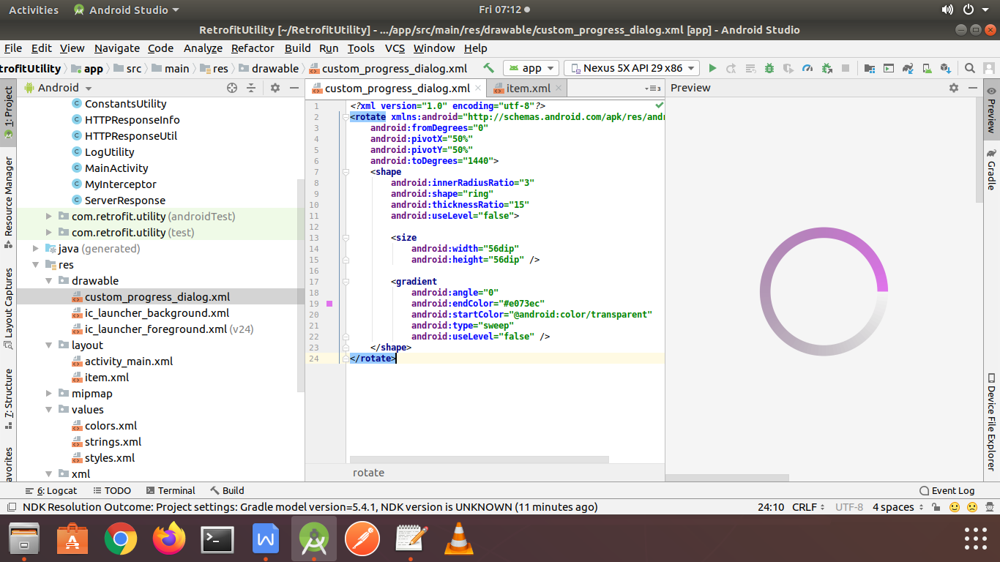 Activities Android Studio Fri 07:12
RetrofitUtility [~/RetrofitUtility] - .../app/src/main/res/drawable/custom_progress_dialog.xml [app] - Android Studio
File Edit View Navigate Code Analyze Refactor Build Run Tools VCS Window Help
trofitUtility app src main res drawable custom_progress_dialog.xml app Nexus 5X API 29 x86
1: Project
Resource Manager
Layout Captures
7: Structure
avorites
Android
ConstantsUtility
HTTPResponseInfo
HTTPResponseUtil
LogUtility
MainActivity
MyInterceptor
ServerResponse
com.retrofit.utility (androidTest)
com.retrofit.utility (test)
java (generated)
res
drawable
custom_progress_dialog.xml
ic_launcher_background.xml
ic_launcher_foreground.xml (v24)
layout
activity_main.xml
item.xml
mipmap
values
colors.xml
strings.xml
styles.xml
xml
custom_progress_dialog.xml item.xml 3
1 <?xml version="1.0" encoding="utf-8"?>
2 <rotate xmlns:android="http://schemas.android.com/apk/res/andr
3 android:fromDegrees="0"
4 android:pivotX="50%"
5 android:pivotY="50%"
6 android:toDegrees="1440">
7 <shape
8 android:innerRadiusRatio="3"
9 android:shape="ring"
10 android:thicknessRatio="15"
11 android:useLevel="false">
12
13 <size
14 android:width="56dip"
15 android:height="56dip" />
16
17 <gradient
18 android:angle="0"
19 android:endColor="#e073ec"
20 android:startColor="@android:color/transparent"
21 android:type="sweep"
22 android:useLevel="false" />
23 </shape>
24 </rotate>
rotate
Preview
Preview
Gradle
Device File Explorer
6: Logcat TODO Terminal Build Event Log
NDK Resolution Outcome: Project settings: Gradle model version=5.4.1, NDK version is UNKNOWN (11 minutes ago) 24:10 CRLF UTF-8 4 spaces